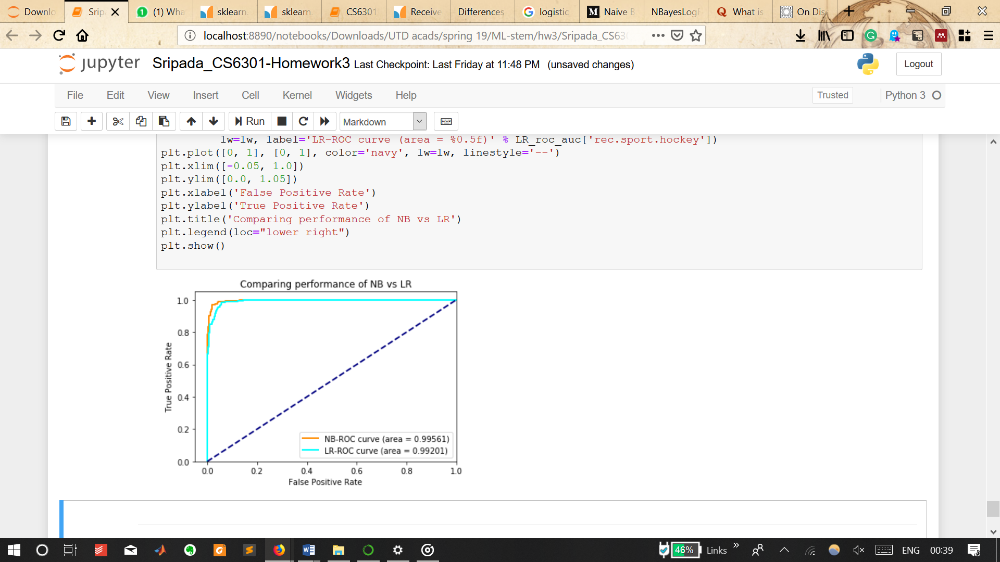 Downlo
Srip
(1) Wha
sklearn.
sklearn.
CS6301
Receive
Differences
logistic
Naive B
NBayesLogR
What is
On Dis
localhost:8890/notebooks/Downloads/UTD acads/spring 19/ML-stem/hw3/Sripada_CS630
jupyter Sripada_CS6301-Homework3 Last Checkpoint: Last Friday at 11:48 PM (unsaved changes)
Logout
File Edit View Insert Cell Kernel Widgets Help
Trusted Python 3
Run Markdown
lw=lw, label='LR-ROC curve (area = %0.5f)' % LR_roc_auc['rec.sport.hockey'])
plt.plot([0, 1], [0, 1], color='navy', lw=lw, linestyle='--')
plt.xlim([-0.05, 1.0])
plt.ylim([0.0, 1.05])
plt.xlabel('False Positive Rate')
plt.ylabel('True Positive Rate')
plt.title('Comparing performance of NB vs LR')
plt.legend(loc="lower right")
plt.show()
Comparing performance of NB vs LR
True Positive Rate
1.0
0.8
0.6
0.4
0.2
0.0
NB-ROC curve (area = 0.99561)
LR-ROC curve (area = 0.99201)
0.0 0.2 0.4 0.6 0.8 1.0
False Positive Rate
46% Links ENG 00:39